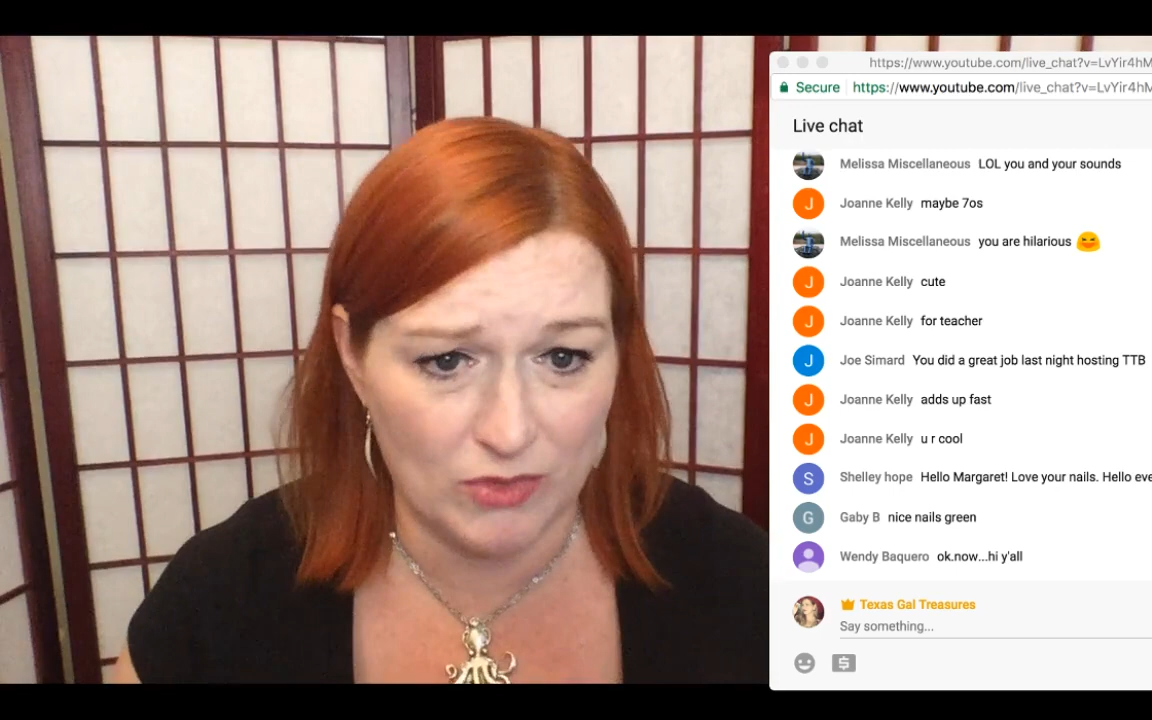 https://www.youtube.com/live_chat?v=LvYir4hM
Secure https://www.youtube.com/live_chat?v=LvYir4hM
Live chat
Melissa Miscellaneous LOL you and your sounds
J Joanne Kelly maybe 7os
Melissa Miscellaneous you are hilarious
J Joanne Kelly cute
J Joanne Kelly for teacher
J Joe Simard You did a great job last night hosting TTB
J Joanne Kelly adds up fast
J Joanne Kelly u r cool
S Shelley hope Hello Margaret! Love your nails. Hello eve
G Gaby B nice nails green
Wendy Baquero ok.now...hi y'all
Texas Gal Treasures
Say something...
$